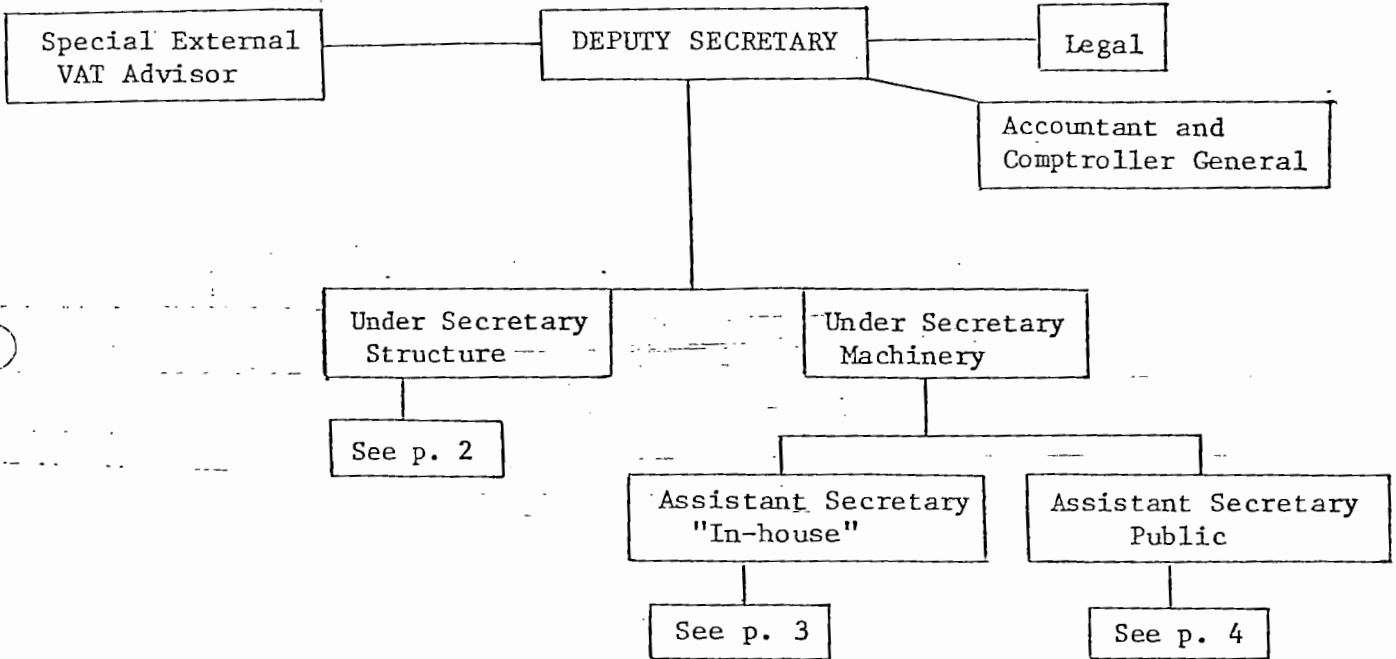 Special External
VAT Advisor
DEPUTY SECRETARY
Legal
Accountant and
Comptroller General
Under Secretary
Structure
Under Secretary
Machinery
See p. 2
Assistant Secretary
"In-house"
Assistant Secretary
Public
See p. 3
See p. 4